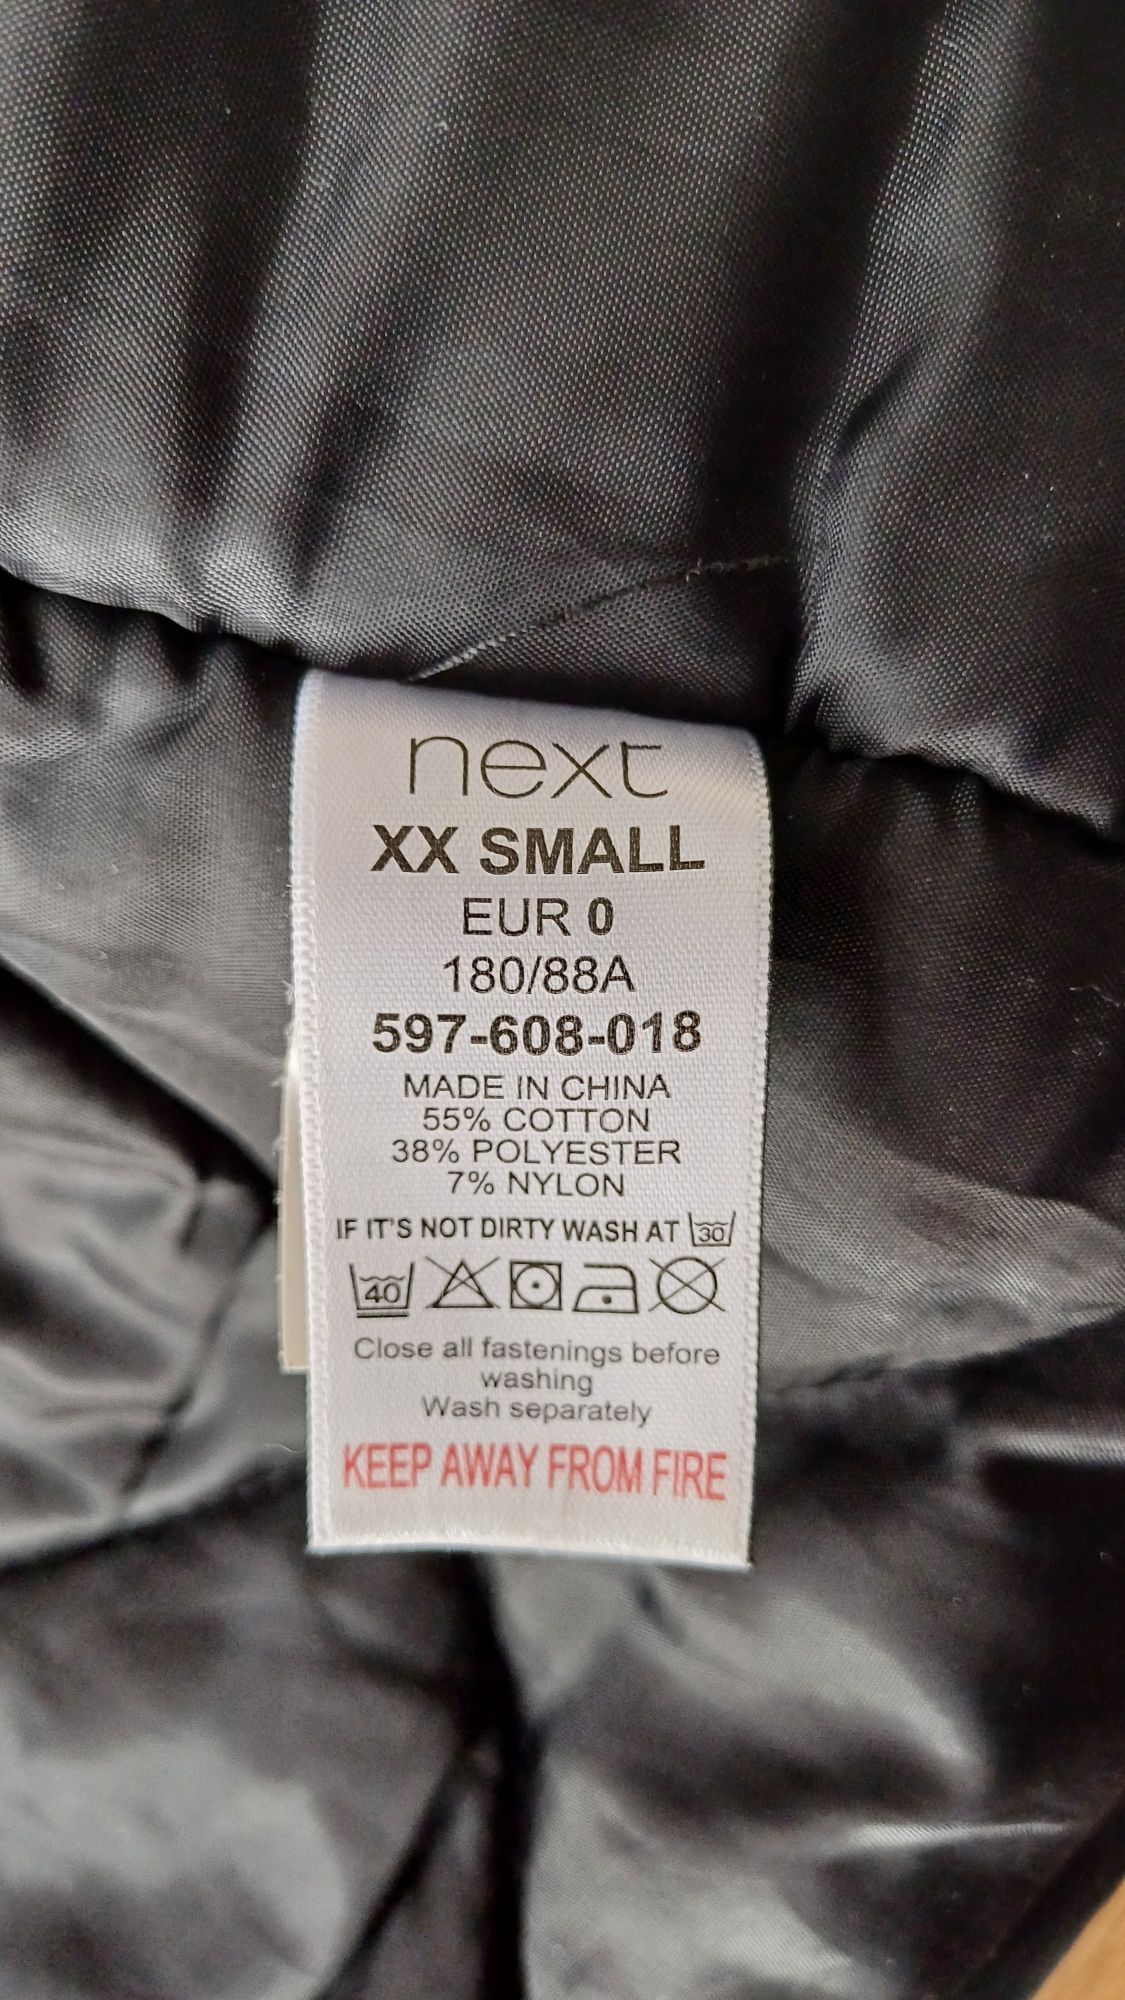 next
XX SMALL
EUR 0
180/88A
597-608-018
MADE IN CHINA
55% COTTON
38% POLYESTER
7% NYLON
IF IT'S NOT DIRTY WASH AT 30
40
Close all fastenings before
washing
Wash separately
KEEP AWAY FROM FIRE